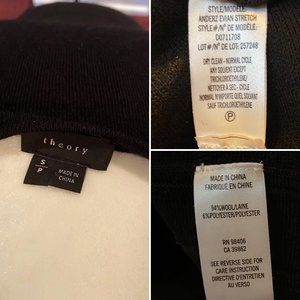 theory
S
P
MADE IN
CHINA
STYLE/MODÈLE:
ANDERZ EVIAN STRETCH
STYLE#/N° DE MODÈLE:
D0711708
LOT#/N° DE LOT: 257248
DRY CLEAN - NORMAL CYCLE
ANY SOLVENT EXCEPT
TRICHLOROETHYLENE
NETTOYER À SEC - CYCLE
NORMAL N'IMPORTE QUEL SOLVANT
SAUF TRICHLOROETHYLENE
P
MADE IN CHINA
FABRIQUÉ EN CHINE
94%WOOL/LAINE
6%POLYESTER/POLYESTER
RN 98406
CA 39862
SEE REVERSE SIDE FOR
CARE INSTRUCTION
DIRECTIVES D'ENTRETIEN
AU VERSO